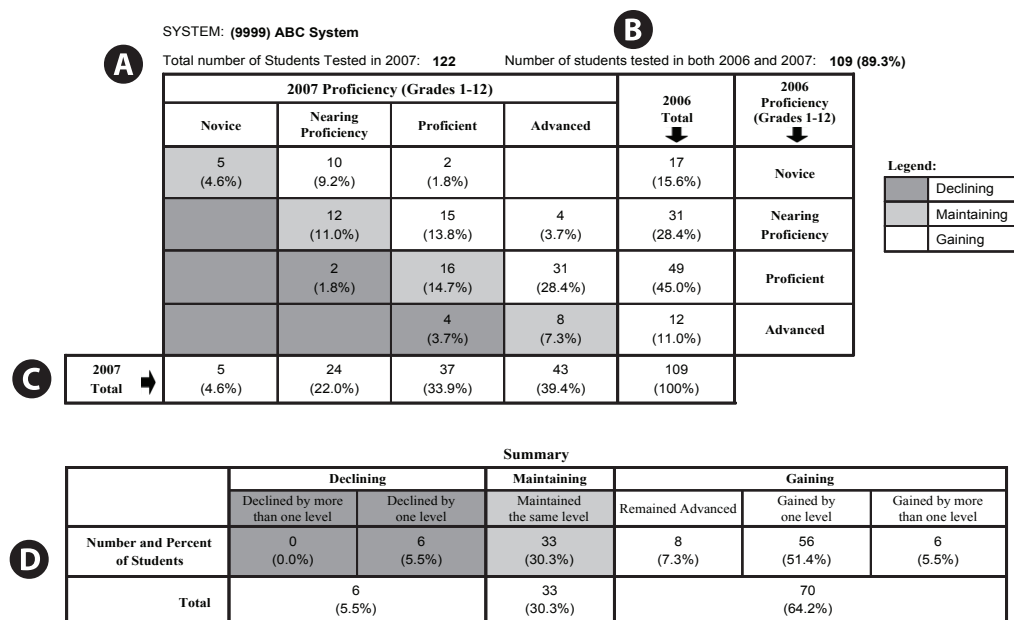 SYSTEM: (9999) ABC System
B
A
Total number of Students Tested in 2007: 122 Number of students tested in both 2006 and 2007: 109 (89.3%)
2007 Proficiency (Grades 1-12)
2006
Total
2006
Proficiency
(Grades 1-12)
Novice
Nearing
Proficiency
Proficient
Advanced
5 10 2 17
(4.6%) (9.2%) (1.8%) (15.6%)
Novice
12 15 4 31
(11.0%) (13.8%) (3.7%) (28.4%)
Nearing
Proficiency
2 16 31 49
(1.8%) (14.7%) (28.4%) (45.0%)
Proficient
4 8 12
(3.7%) (7.3%) (11.0%)
Advanced
C
2007
Total
5 24 37 43 109
(4.6%) (22.0%) (33.9%) (39.4%) (100%)
Legend:
Declining
Maintaining
Gaining
Summary
Declining Maintaining Gaining
Declined by more
than one level
Declined by
one level
Maintained
the same level
Remained Advanced
Gained by
one level
Gained by more
than one level
D
Number and Percent
of Students
0 6 33 8 56 6
(0.0%) (5.5%) (30.3%) (7.3%) (51.4%) (5.5%)
Total
6 33 70
(5.5%) (30.3%) (64.2%)